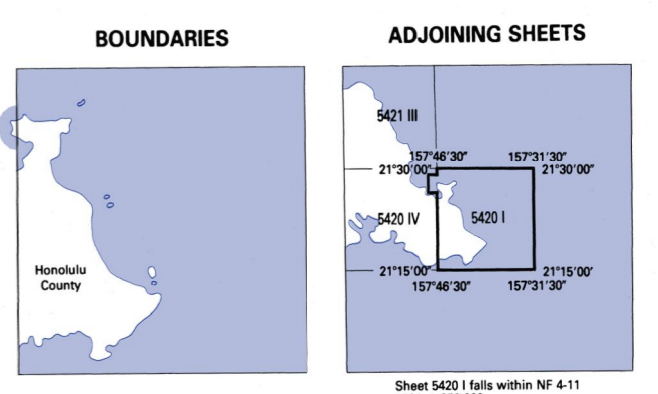 BOUNDARIES
Honolulu
County
ADJOINING SHEETS
5421 III
157°46'30" 157°31'30"
21°30'00" 21°30'00"
5420 IV 5420 I
21°15'00" 21°15'00'
157°46'30" 157°31'30"
Sheet 5420 I falls within NF 4-11